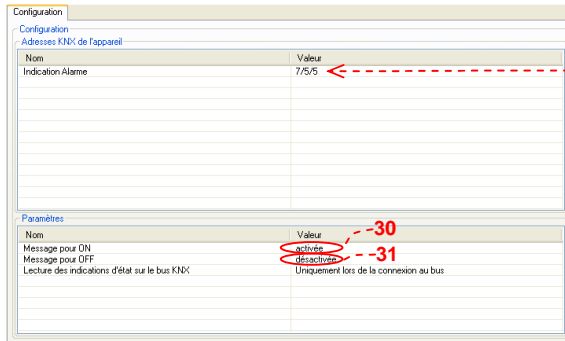 Configuration
Configuration
Adresses KNX de l'appareil
Nom Valeur
Indication Alarme 7/5/5
Paramètres
Nom Valeur
Message pour ON activée
Message pour OFF désactivée
Lecture des indications d'état sur le bus KNX Uniquement lors de la connexion au bus
30
31